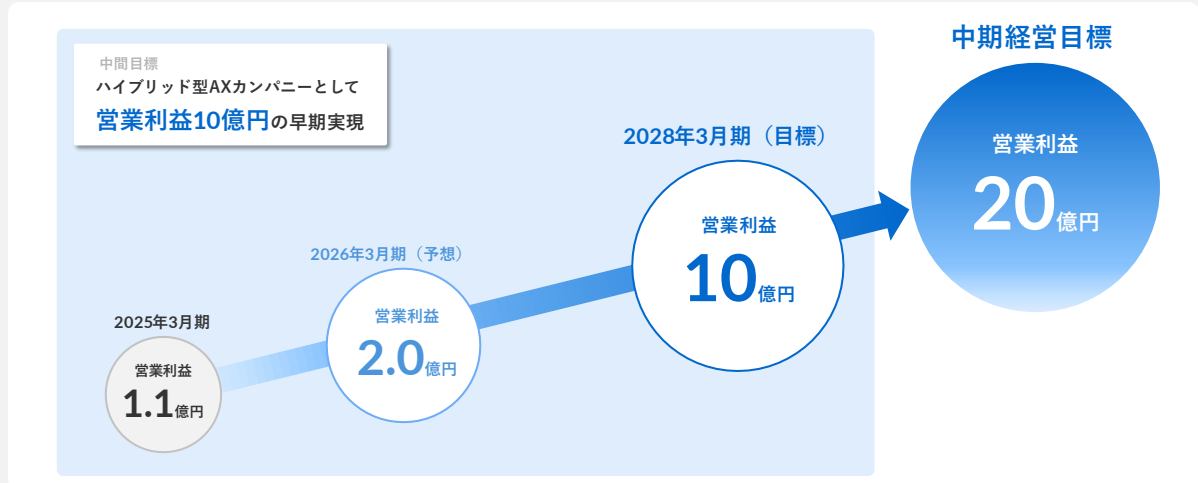 中期経営目標
中間目標
ハイブリッド型AXカンパニーとして
営業利益10億円の早期実現
2025年3月期
営業利益
1.1億円
2026年3月期（予想）
営業利益
2.0億円
2028年3月期（目標）
営業利益
10億円
営業利益
20億円